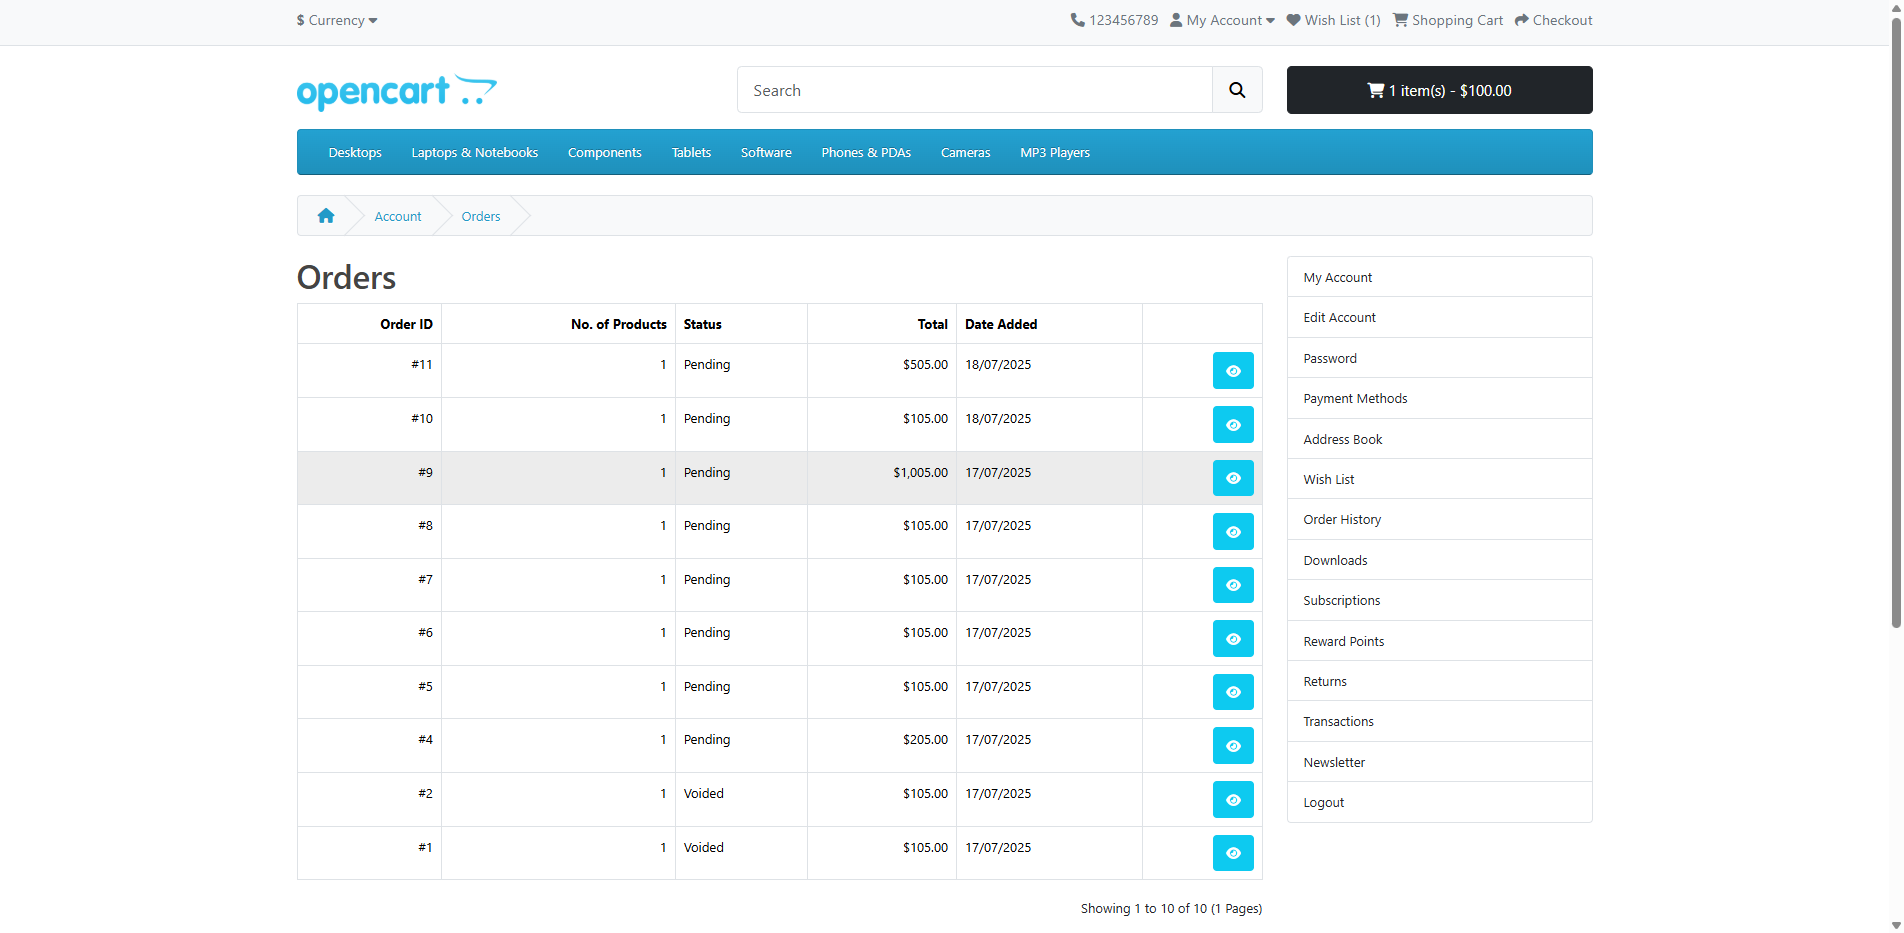 $ Currency
123456789 My Account Wish List (1) Shopping Cart Checkout
opencart
Search
1 item(s) - $100.00
Desktops Laptops & Notebooks Components Tablets Software Phones & PDAs Cameras MP3 Players
Account Orders
Orders
Order ID No. of Products Status Total Date Added
#11 1 Pending $505.00 18/07/2025
#10 1 Pending $105.00 18/07/2025
#9 1 Pending $1,005.00 17/07/2025
#8 1 Pending $105.00 17/07/2025
#7 1 Pending $105.00 17/07/2025
#6 1 Pending $105.00 17/07/2025
#5 1 Pending $105.00 17/07/2025
#4 1 Pending $205.00 17/07/2025
#2 1 Voided $105.00 17/07/2025
#1 1 Voided $105.00 17/07/2025
Showing 1 to 10 of 10 (1 Pages)
My Account
Edit Account
Password
Payment Methods
Address Book
Wish List
Order History
Downloads
Subscriptions
Reward Points
Returns
Transactions
Newsletter
Logout